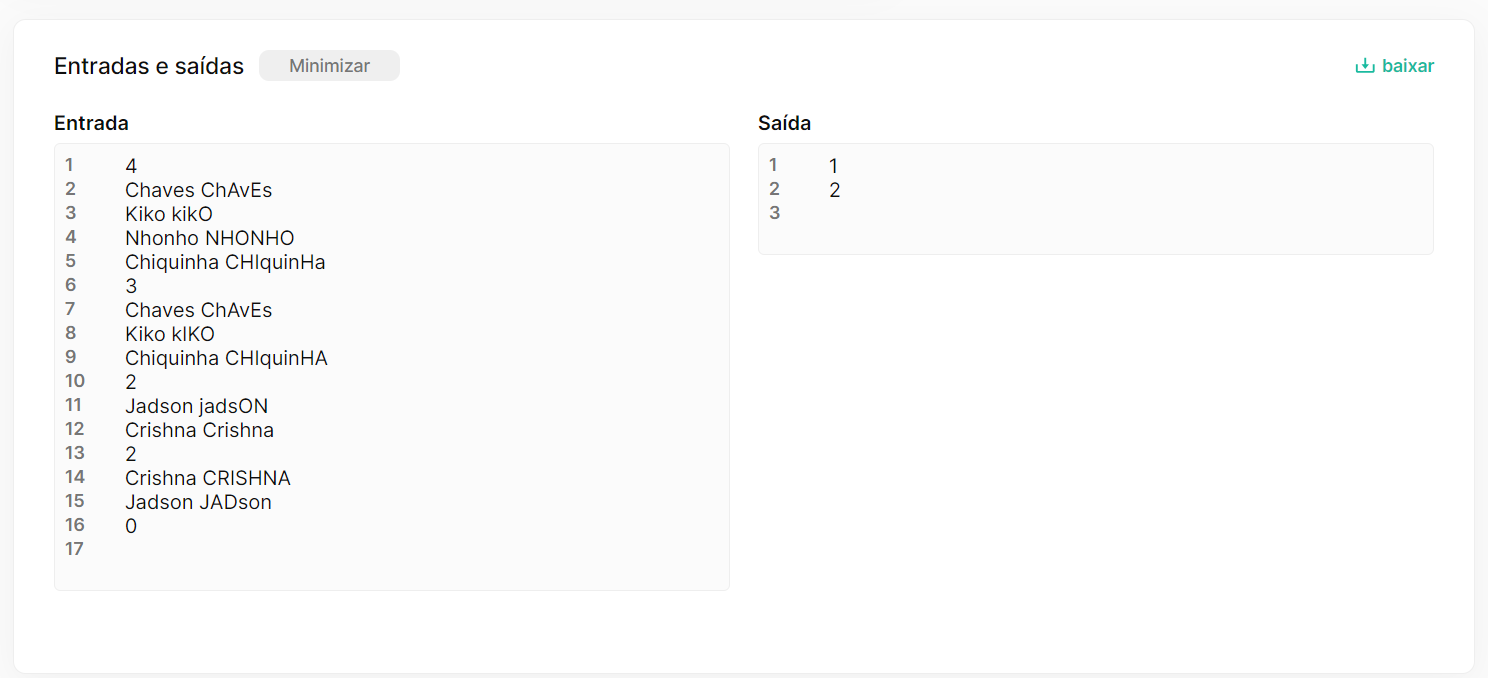 Entradas e saídas Minimizar baixar
Entrada
1 4
2 Chaves ChAvEs
3 Kiko kikO
4 Nhonho NHONHO
5 Chiquinha CHIquinHa
6 3
7 Chaves ChAvEs
8 Kiko kIKO
9 Chiquinha CHIquinHA
10 2
11 Jadson jadsON
12 Crishna Crishna
13 2
14 Crishna CRISHNA
15 Jadson JADson
16 0
17
Saída
1 1
2 2
3